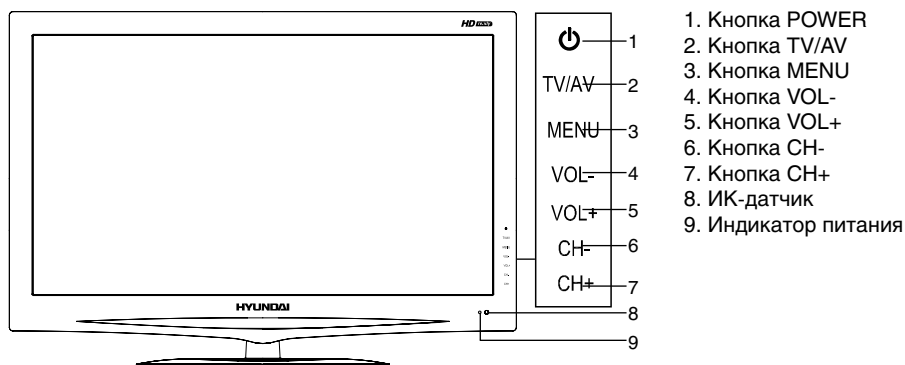 HD READY
TV/AV
MENU
VOL-
VOL+
CH-
CH+
1
2
3
4
5
6
7
8
9
HYUNDAI
1. Кнопка POWER
2. Кнопка TV/AV
3. Кнопка MENU
4. Кнопка VOL-
5. Кнопка VOL+
6. Кнопка CH-
7. Кнопка CH+
8. ИК-датчик
9. Индикатор питания